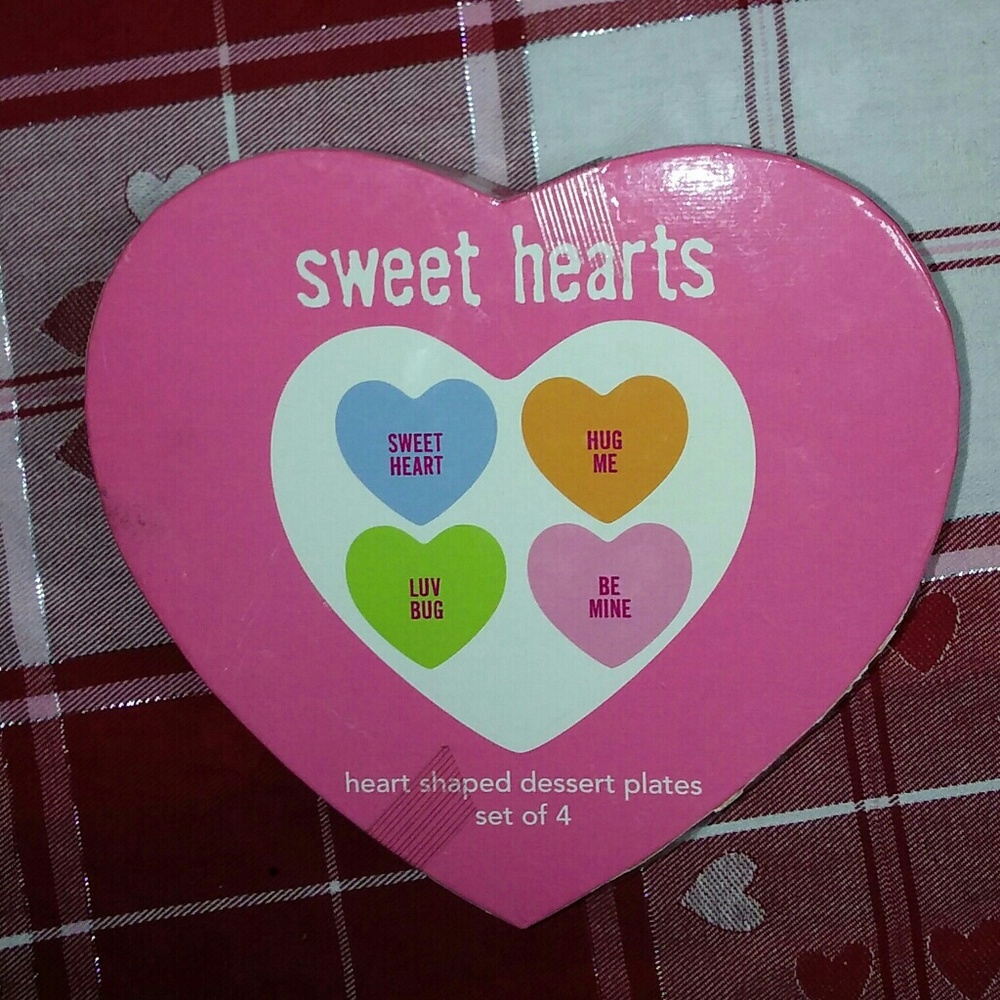 sweet hearts
SWEET
HEART
HUG
ME
LUV
BUG
BE
MINE
heart shaped dessert plates
set of 4